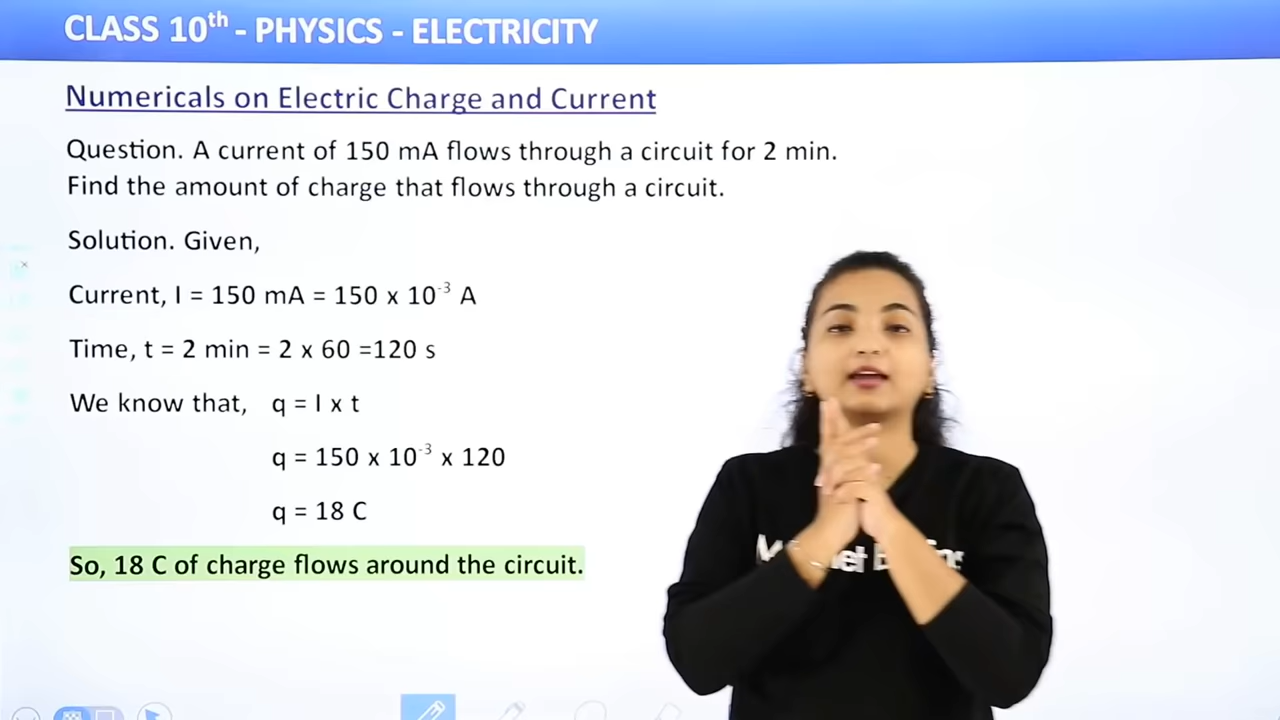 CLASS 10th - PHYSICS - ELECTRICITY
Numericals on Electric Charge and Current
Question. A current of 150 mA flows through a circuit for 2 min.
Find the amount of charge that flows through a circuit.
Solution. Given,
Current, I = 150 mA = 150 x 10⁻³ A
Time, t = 2 min = 2 x 60 =120 s
We know that, q = I x t
q = 150 x 10⁻³ x 120
q = 18 C
So, 18 C of charge flows around the circuit.